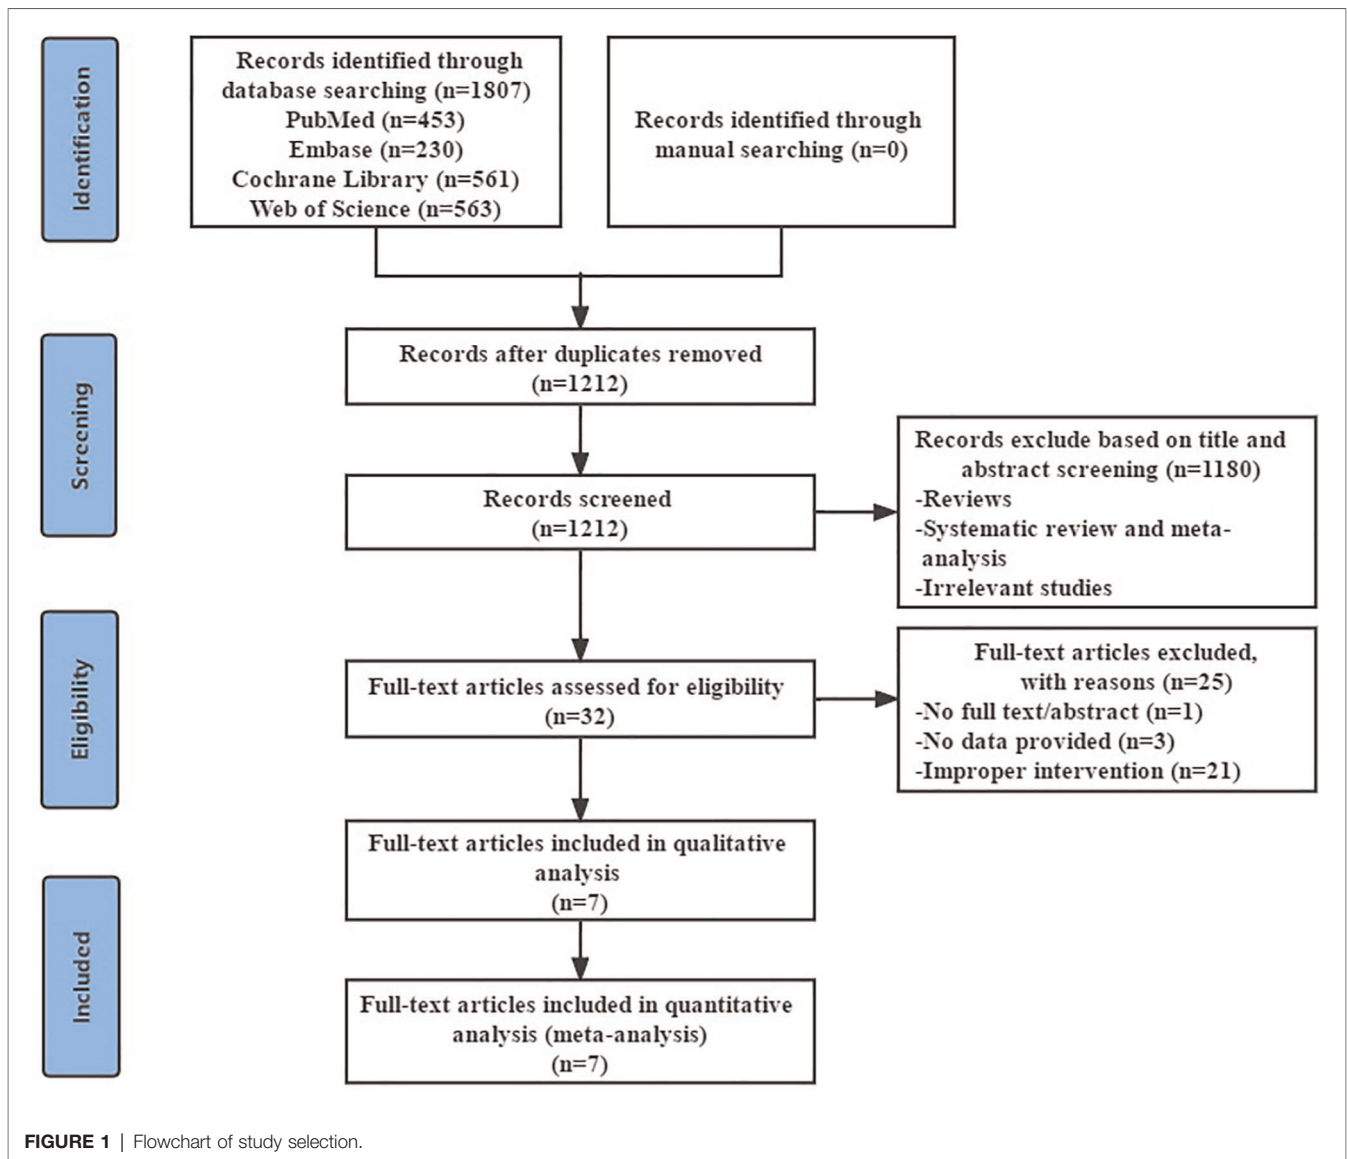 Identification
Records identified through
database searching (n=1807)
PubMed (n=453)
Embase (n=230)
Cochrane Library (n=561)
Web of Science (n=563)
Records identified through
manual searching (n=0)
Screening
Records after duplicates removed
(n=1212)
Records screened
(n=1212)
Records exclude based on title and
abstract screening (n=1180)
-Reviews
-Systematic review and meta-
analysis
-Irrelevant studies
Eligibility
Full-text articles assessed for eligibility
(n=32)
Full-text articles excluded,
with reasons (n=25)
-No full text/abstract (n=1)
-No data provided (n=3)
-Improper intervention (n=21)
Included
Full-text articles included in qualitative
analysis
(n=7)
Full-text articles included in quantitative
analysis (meta-analysis)
(n=7)
FIGURE 1 | Flowchart of study selection.